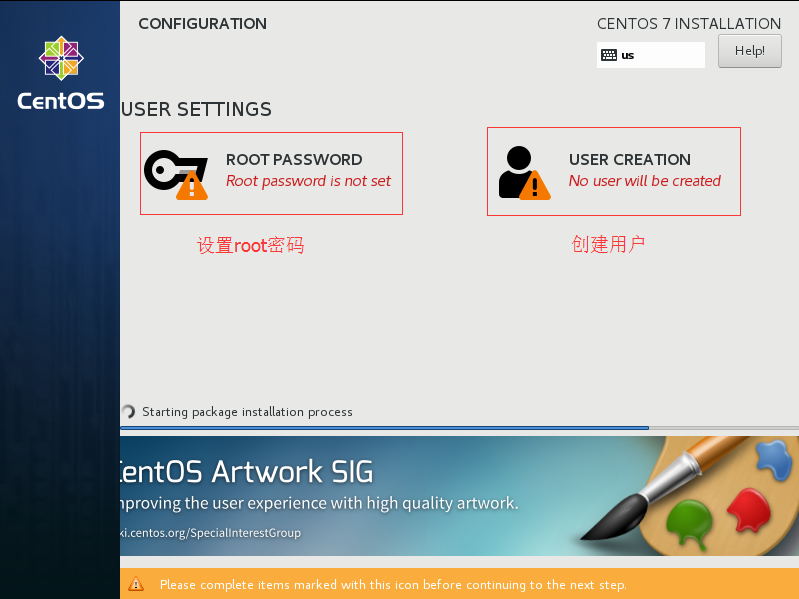 CONFIGURATION
CENTOS 7 INSTALLATION
us
Help!
CentOS
USER SETTINGS
ROOT PASSWORD
Root password is not set
USER CREATION
No user will be created
设置root密码
创建用户
Starting package installation process
CentOS Artwork SIG
mproving the user experience with high quality artwork.
ki.centos.org/SpecialInterestGroup
Please complete items marked with this icon before continuing to the next step.